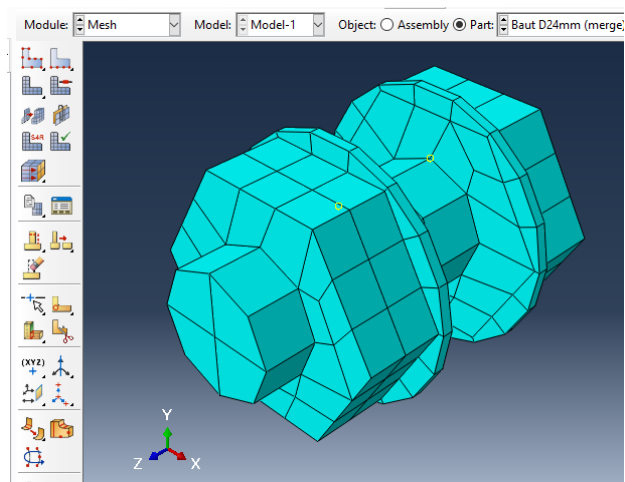 Module: Mesh Model: Model-1 Object: Assembly Part: Baut D24mm (merge)
S4R
(XYZ)
Y
Z X